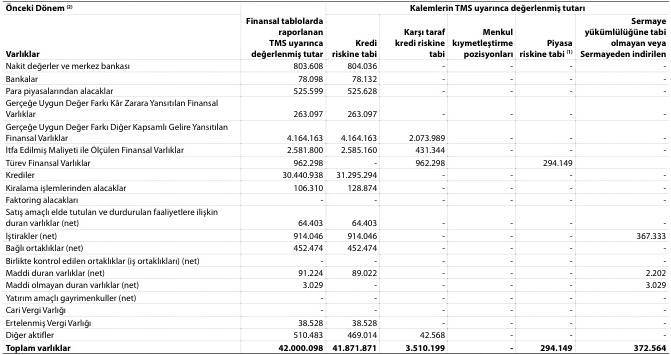 Önceki Dönem (2) Kalemlerin TMS uyarınca değerlenmiş tutarı
Varlıklar Finansal tablolarda raporlanan TMS uyarınca değerlenmiş tutar Kredi riskine tabi Karşı taraf kredi riskine tabi Menkul kıymetleştirme pozisyonları Piyasa riskine tabi (1) Sermaye yükümlülüğüne tabi olmayan veya Sermayeden indirilen
Nakit değerler ve merkez bankası 803.608 804.036 - - - -
Bankalar 78.098 78.132 - - - -
Para piyasalarından alacaklar 525.599 525.628 - - - -
Gerçeğe Uygun Değer Farkı Kâr Zarara Yansıtılan Finansal
Varlıklar 263.097 263.097 - - - -
Gerçeğe Uygun Değer Farkı Diğer Kapsamlı Gelire Yansıtılan
Finansal Varlıklar 4.164.163 4.164.163 2.073.989 - - -
İtfa Edilmiş Maliyeti ile Ölçülen Finansal Varlıklar 2.581.800 2.585.160 431.344 - - -
Türev Finansal Varlıklar 962.298 - 962.298 294.149 -
Krediler 30.440.938 31.295.294 - - - -
Kiralama işlemlerinden alacaklar 106.310 128.874 - - - -
Faktoring alacakları - - - - - -
Satış amaçlı elde tutulan ve durdurulan faaliyetlere ilişkin
duran varlıklar (net) 64.403 64.403 - - - -
İştirakler (net) 914.046 914.046 - - - 367.333
Bağlı ortaklıklar (net) 452.474 452.474 - - - -
Birlikte kontrol edilen ortaklıklar (iş ortaklıkları) (net) - - - - - -
Maddi duran varlıklar (net) 91.224 89.022 - - - 2.202
Maddi olmayan duran varlıklar (net) 3.029 - - - - 3.029
Yatırım amaçlı gayrimenkuller (net) - - - - - -
Cari Vergi Varlığı - - - - - -
Ertelenmiş Vergi Varlığı 38.528 38.528 - - - -
Diğer aktifler 510.483 469.014 42.568 - - -
Toplam varlıklar 42.000.098 41.871.871 3.510.199 - 294.149 372.564